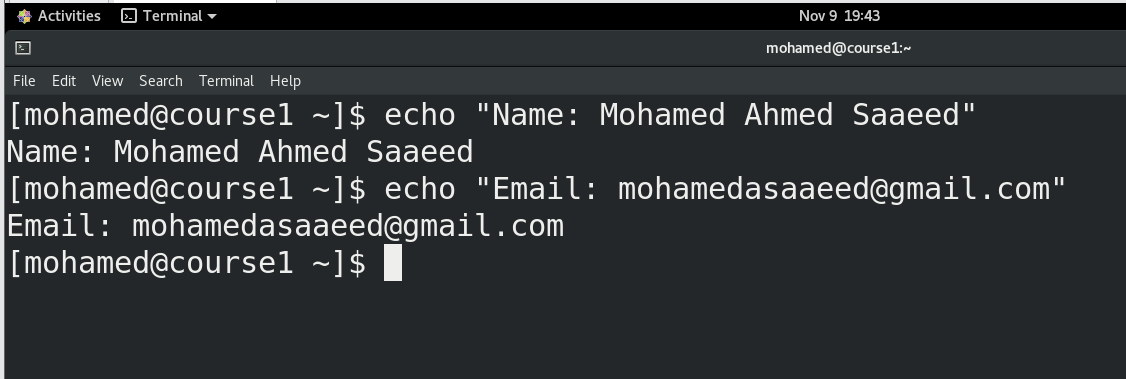 Activities Terminal Nov 9 19:43
mohamed@course1:~
File Edit View Search Terminal Help
[mohamed@course1 ~]$ echo "Name: Mohamed Ahmed Saaeed"
Name: Mohamed Ahmed Saaeed
[mohamed@course1 ~]$ echo "Email: mohamedasaaeed@gmail.com"
Email: mohamedasaaeed@gmail.com
[mohamed@course1 ~]$